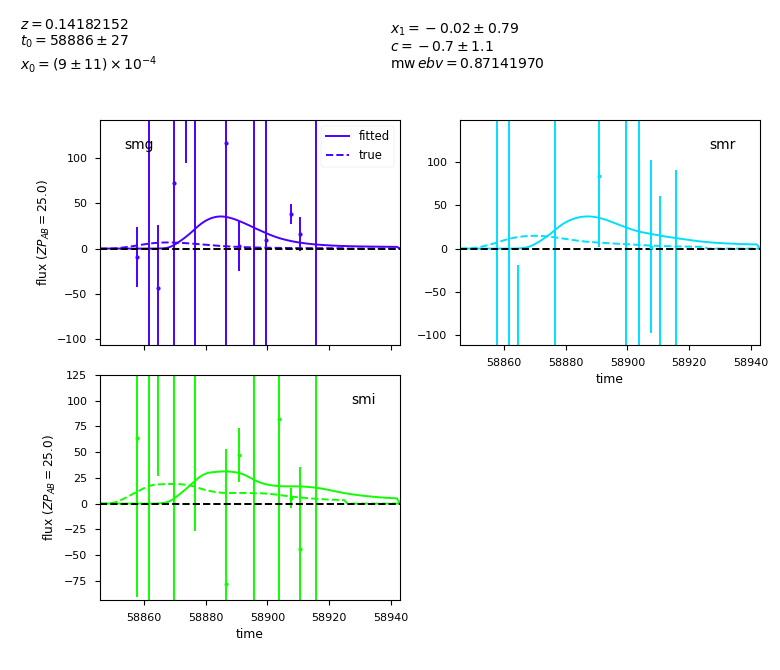 z = 0.14182152
t₀ = 58886 ± 27
x₀ = (9 ± 11) × 10⁻⁴
x₁ = −0.02 ± 0.79
c = −0.7 ± 1.1
mw ebv = 0.87141970
smg
fitted
true
100
50
0
−50
−100
flux (ZP_AB = 25.0)
smr
100
50
0
−50
−100
58860 58880 58900 58920 58940
time
smi
125
100
75
50
25
0
−25
−50
−75
flux (ZP_AB = 25.0)
58860 58880 58900 58920 58940
time